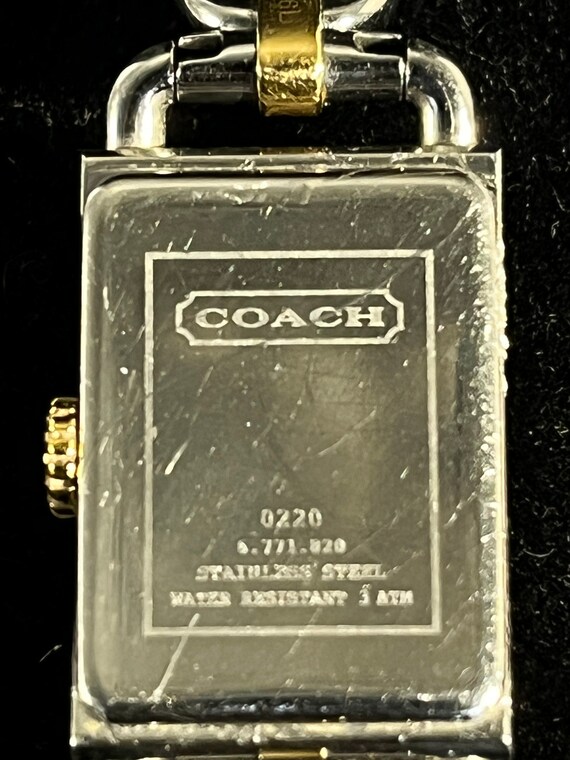 COACH
0220
6.771.020
STAINLESS STEEL
WATER RESISTANT 3 ATM